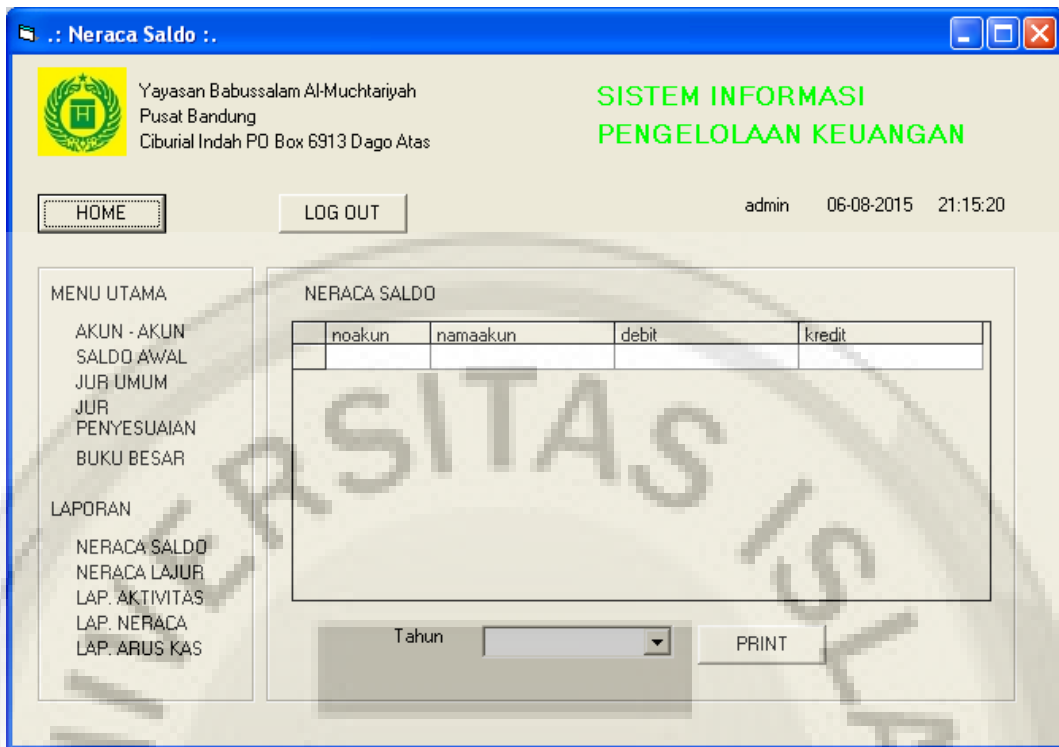 .: Neraca Saldo :.
Yayasan Babussalam Al-Muchtariyah
Pusat Bandung
Ciburial Indah PO Box 6913 Dago Atas
SISTEM INFORMASI
PENGELOLAAN KEUANGAN
HOME
LOG OUT
admin 06-08-2015 21:15:20
MENU UTAMA
AKUN - AKUN
SALDO AWAL
JUR UMUM
JUR
PENYESUAIAN
BUKU BESAR
LAPORAN
NERACA SALDO
NERACA LAJUR
LAP. AKTIVITAS
LAP. NERACA
LAP. ARUS KAS
NERACA SALDO
noakun namaakun debit kredit
Tahun
PRINT
IVERSITAS ISLA